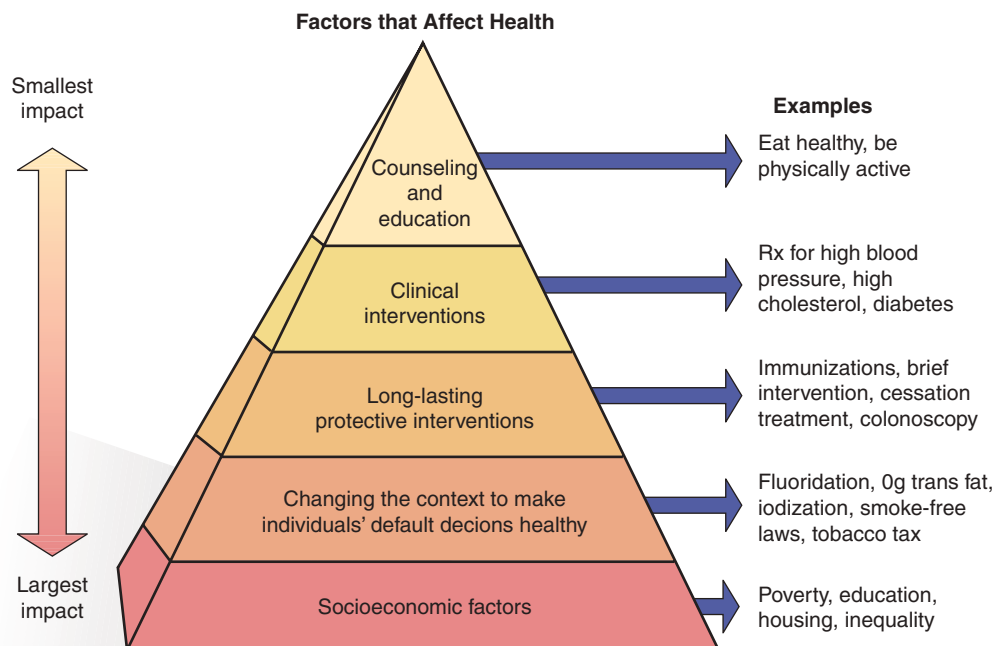 Factors that Affect Health
Smallest
impact
Largest
impact
Counseling
and
education
Clinical
interventions
Long-lasting
protective interventions
Changing the context to make
individuals’ default decions healthy
Socioeconomic factors
Examples
Eat healthy, be
physically active
Rx for high blood
pressure, high
cholesterol, diabetes
Immunizations, brief
intervention, cessation
treatment, colonoscopy
Fluoridation, 0g trans fat,
iodization, smoke-free
laws, tobacco tax
Poverty, education,
housing, inequality